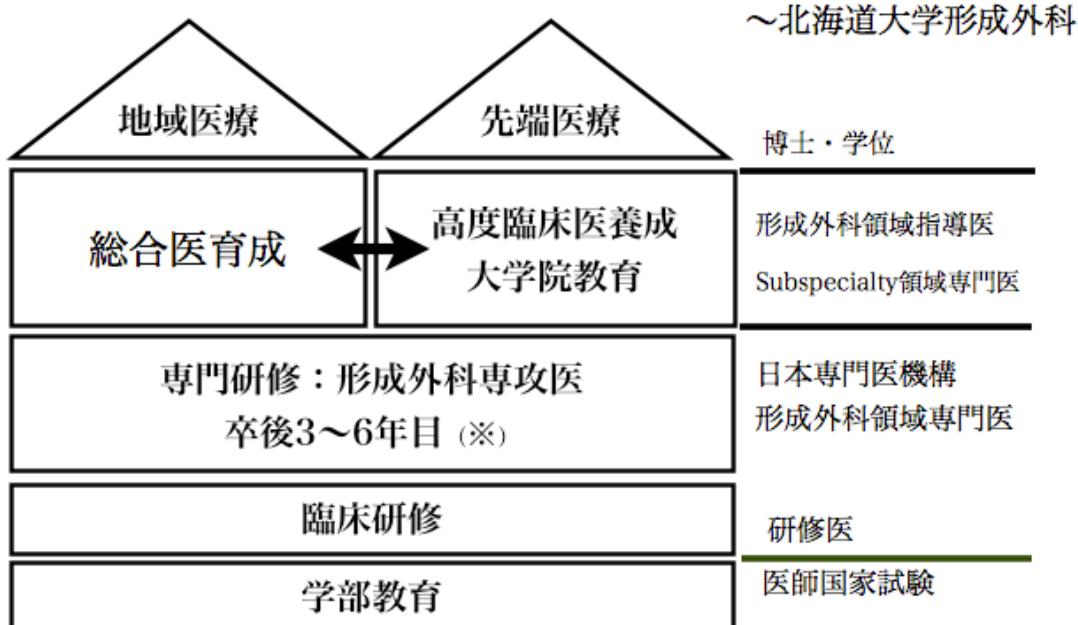 ～北海道大学形成外科
地域医療
先端医療
博士・学位
総合医育成
高度臨床医養成
大学院教育
形成外科領域指導医
Subspecialty領域専門医
専門研修：形成外科専攻医
卒後3～6年目（※）
日本専門医機構
形成外科領域専門医
臨床研修
研修医
学部教育
医師国家試験